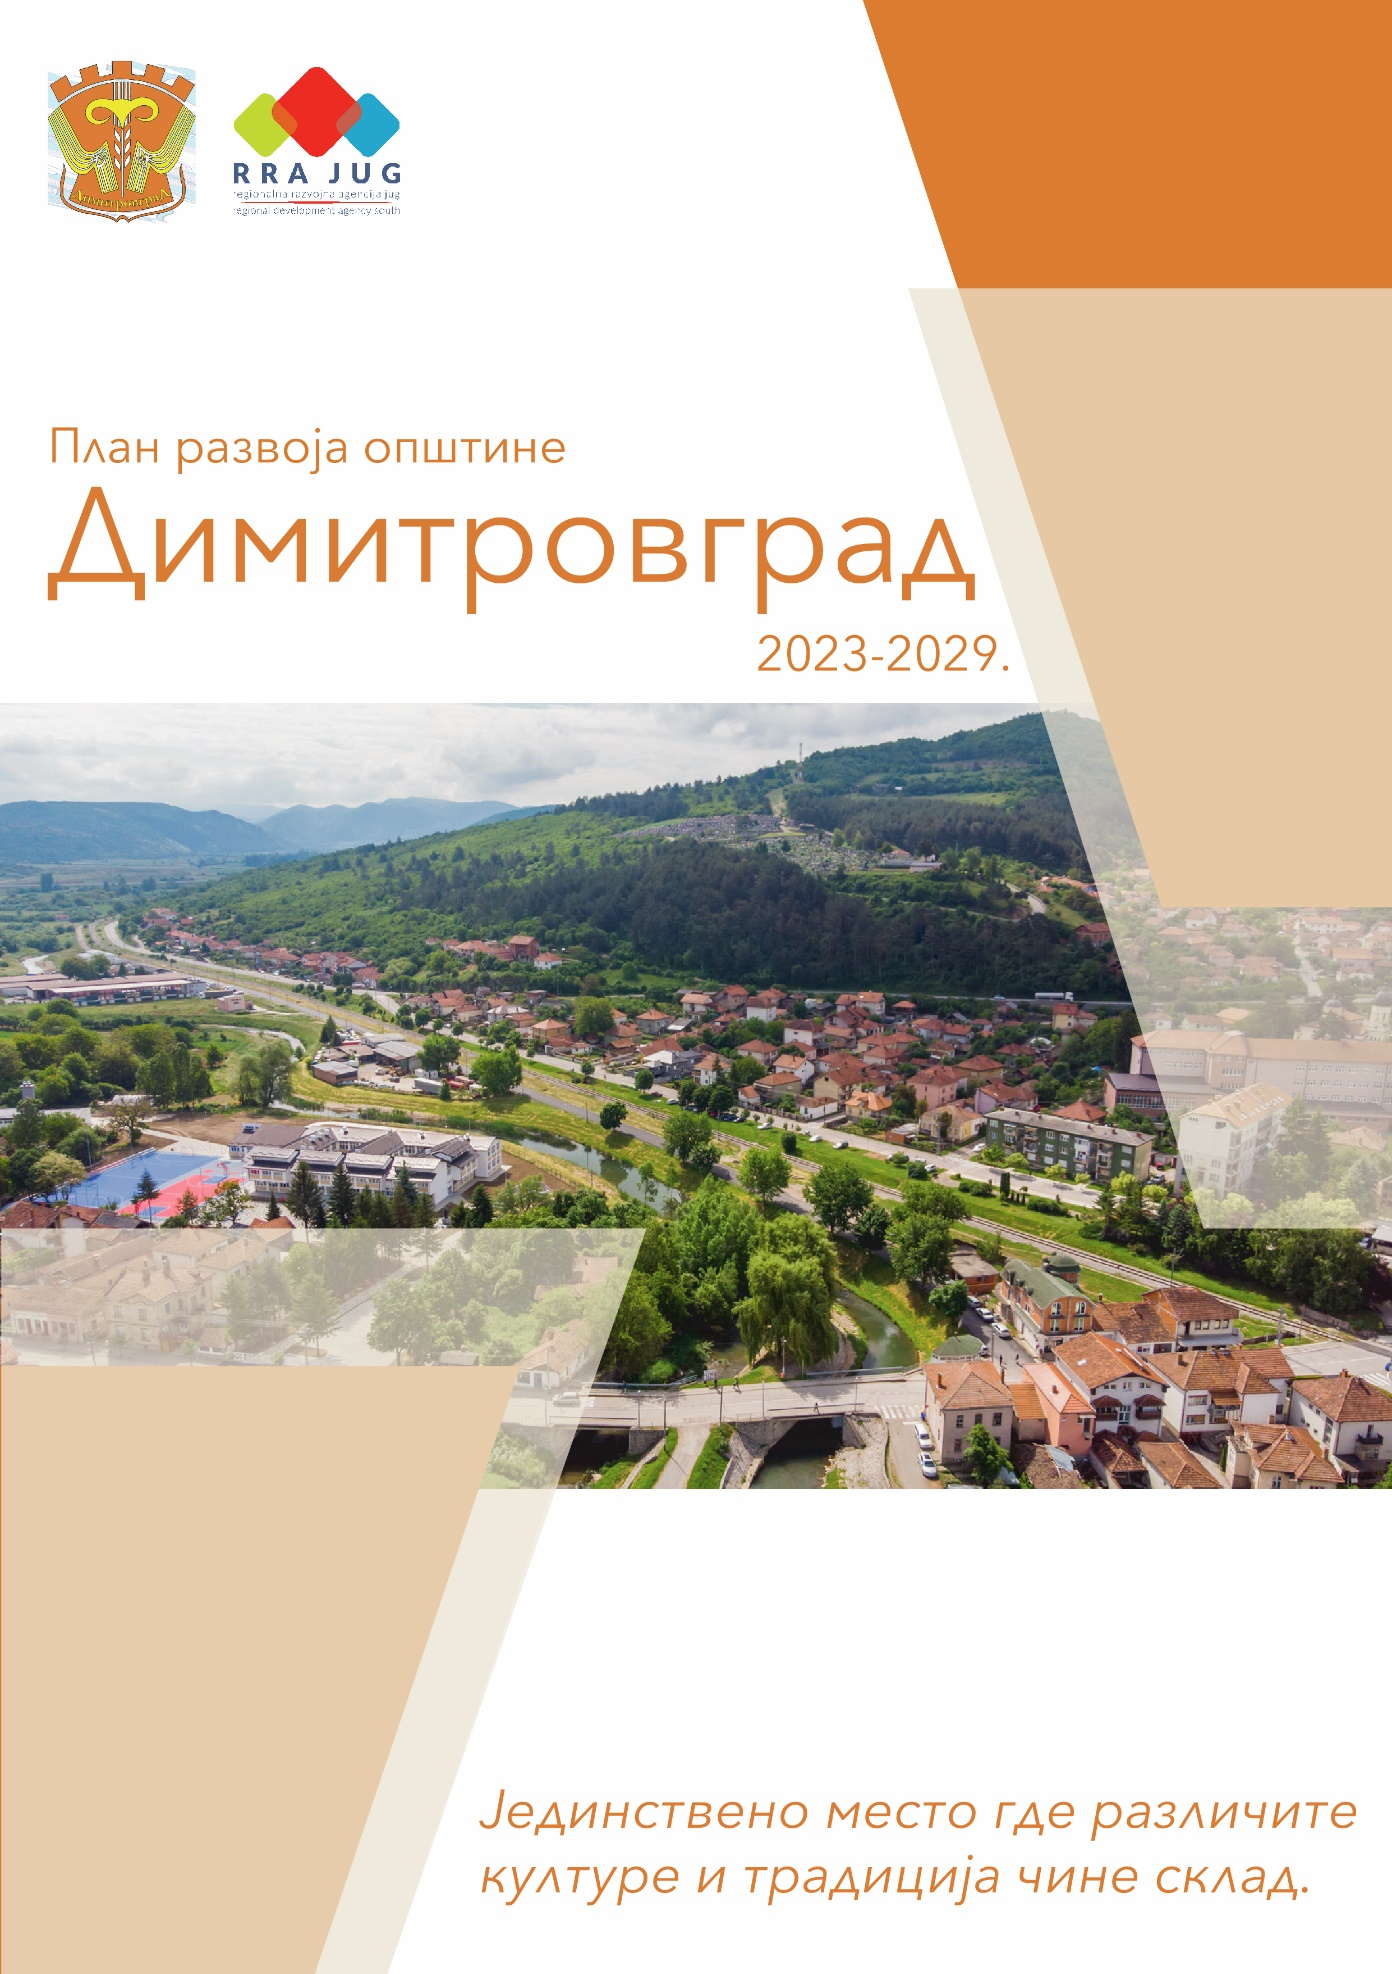 Димитровград
RRA JUG
regionalna razvojna agencija jug
regional development agency south
План развоја општине
Димитровград
2023-2029.
Јединствено место где различите
културе и традиција чине склад.